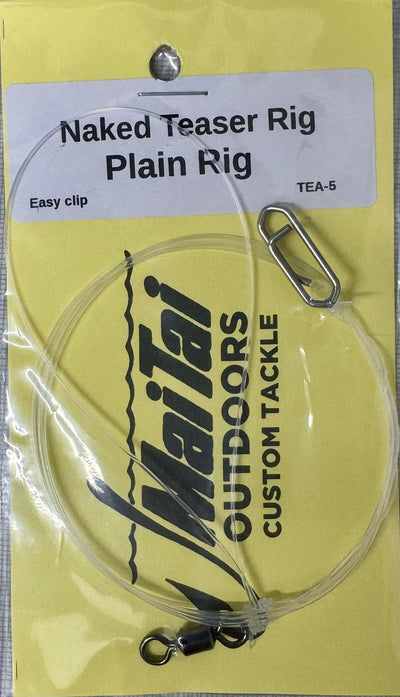 Naked Teaser Rig
Plain Rig
Easy clip
TEA-5
MaiTai
OUTDOORS
CUSTOM TACKLE